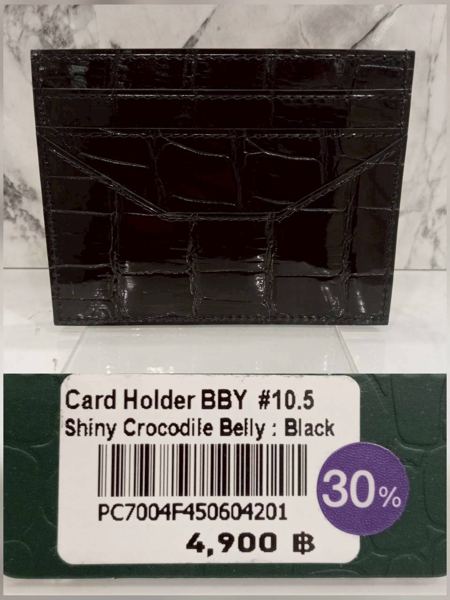 Card Holder BBY #10.5
Shiny Crocodile Belly : Black
PC7004F450604201
30%
4,900 ฿